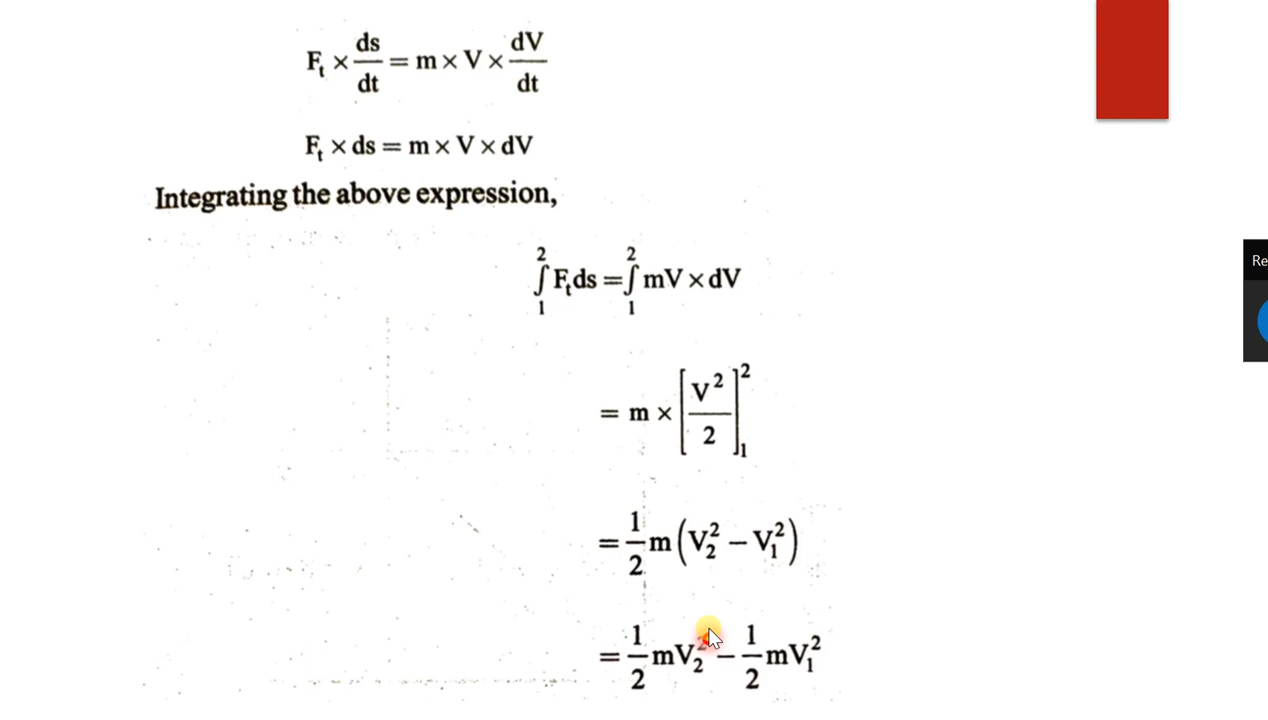 F_t × ds/dt = m × V × dV/dt
F_t × ds = m × V × dV
Integrating the above expression,
∫₁² F_t ds = ∫₁² mV × dV
= m × [V²/2]₁²
= 1/2 m (V₂² − V₁²)
= 1/2 mV₂² − 1/2 mV₁²
Re